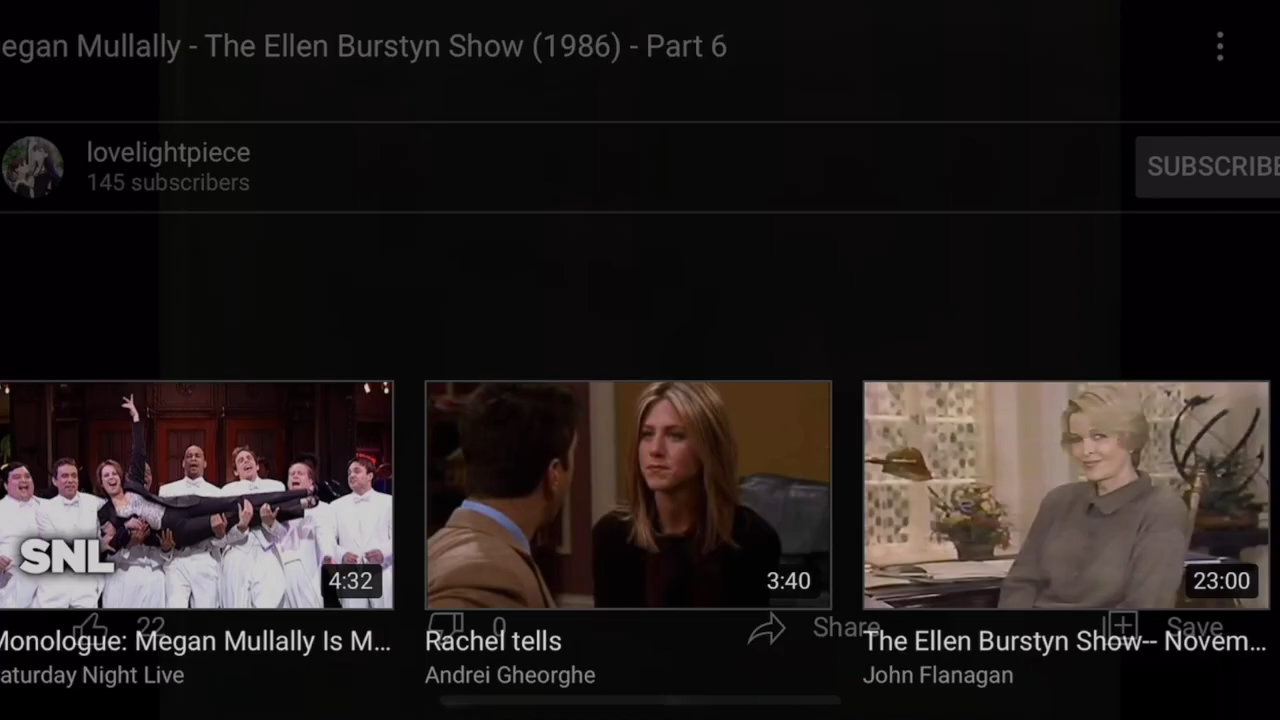 egan Mullally - The Ellen Burstyn Show (1986) - Part 6
lovelightpiece
145 subscribers
SUBSCRIBE
SNL
4:32
3:40
23:00
22
0
Share
Save
Monologue: Megan Mullally Is M...
Rachel tells
The Ellen Burstyn Show-- Novem...
aturday Night Live
Andrei Gheorghe
John Flanagan